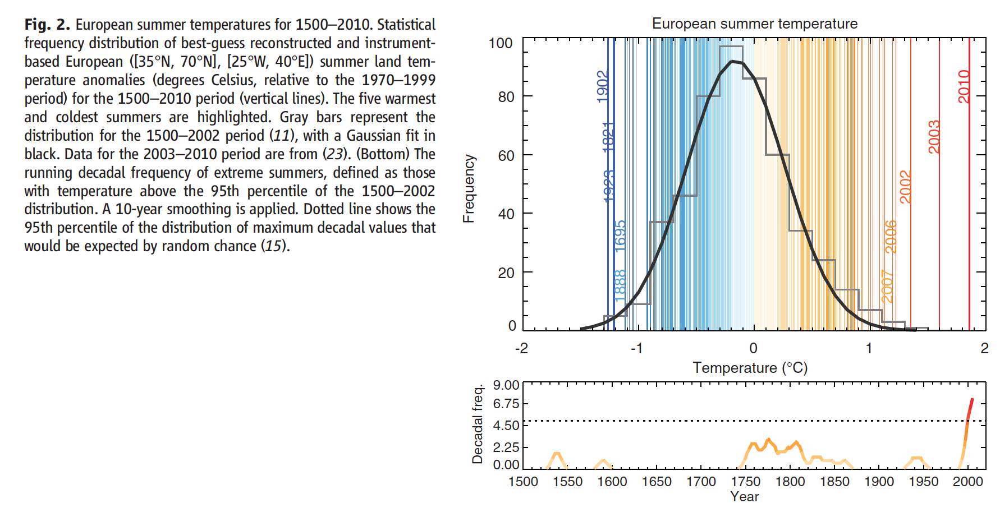 Fig. 2. European summer temperatures for 1500–2010. Statistical
frequency distribution of best-guess reconstructed and instrument-
based European ([35°N, 70°N], [25°W, 40°E]) summer land tem-
perature anomalies (degrees Celsius, relative to the 1970–1999
period) for the 1500–2010 period (vertical lines). The five warmest
and coldest summers are highlighted. Gray bars represent the
distribution for the 1500–2002 period (11), with a Gaussian fit in
black. Data for the 2003–2010 period are from (23). (Bottom) The
running decadal frequency of extreme summers, defined as those
with temperature above the 95th percentile of the 1500–2002
distribution. A 10-year smoothing is applied. Dotted line shows the
95th percentile of the distribution of maximum decadal values that
would be expected by random chance (15).
European summer temperature
Frequency
100
80
60
40
20
0
1902
1821
1923
1695
1888
2010
2003
2002
2006
2007
-2 -1 0 1 2
Temperature (°C)
Decadal freq.
9.00
6.75
4.50
2.25
0.00
1500 1550 1600 1650 1700 1750 1800 1850 1900 1950 2000
Year